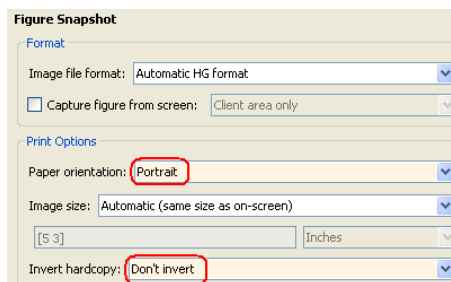 Figure Snapshot
Format
Image file format: Automatic HG format
Capture figure from screen: Client area only
Print Options
Paper orientation: Portrait
Image size: Automatic (same size as on-screen)
[5 3] Inches
Invert hardcopy: Don't invert